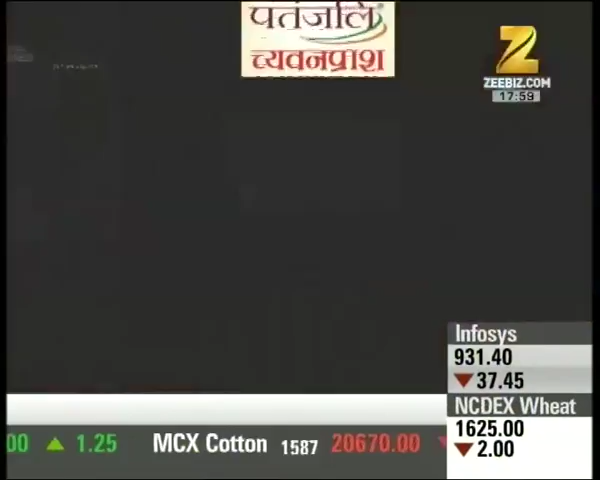 पतंजलि
च्यवनप्राश
Z
ZEEBIZ.COM
17:59
Infosys
931.40
▼37.45
NCDEX Wheat
1625.00
▼2.00
00 ▲ 1.25 MCX Cotton 1587 20670.00 ▼